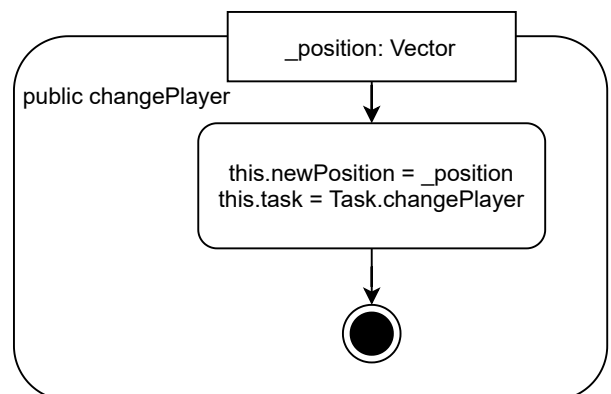 _position: Vector
public changePlayer
this.newPosition = _position
this.task = Task.changePlayer